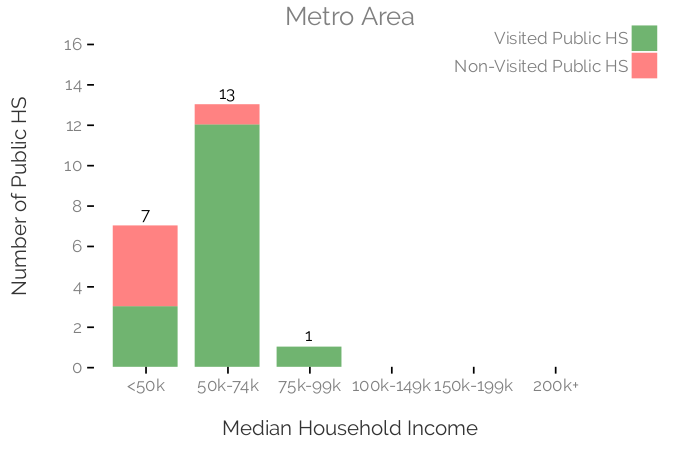 Metro Area
Visited Public HS
Non-Visited Public HS
Number of Public HS
16
14
12
10
8
6
4
2
0
7
13
1
<50k
50k-74k
75k-99k
100k-149k
150k-199k
200k+
Median Household Income